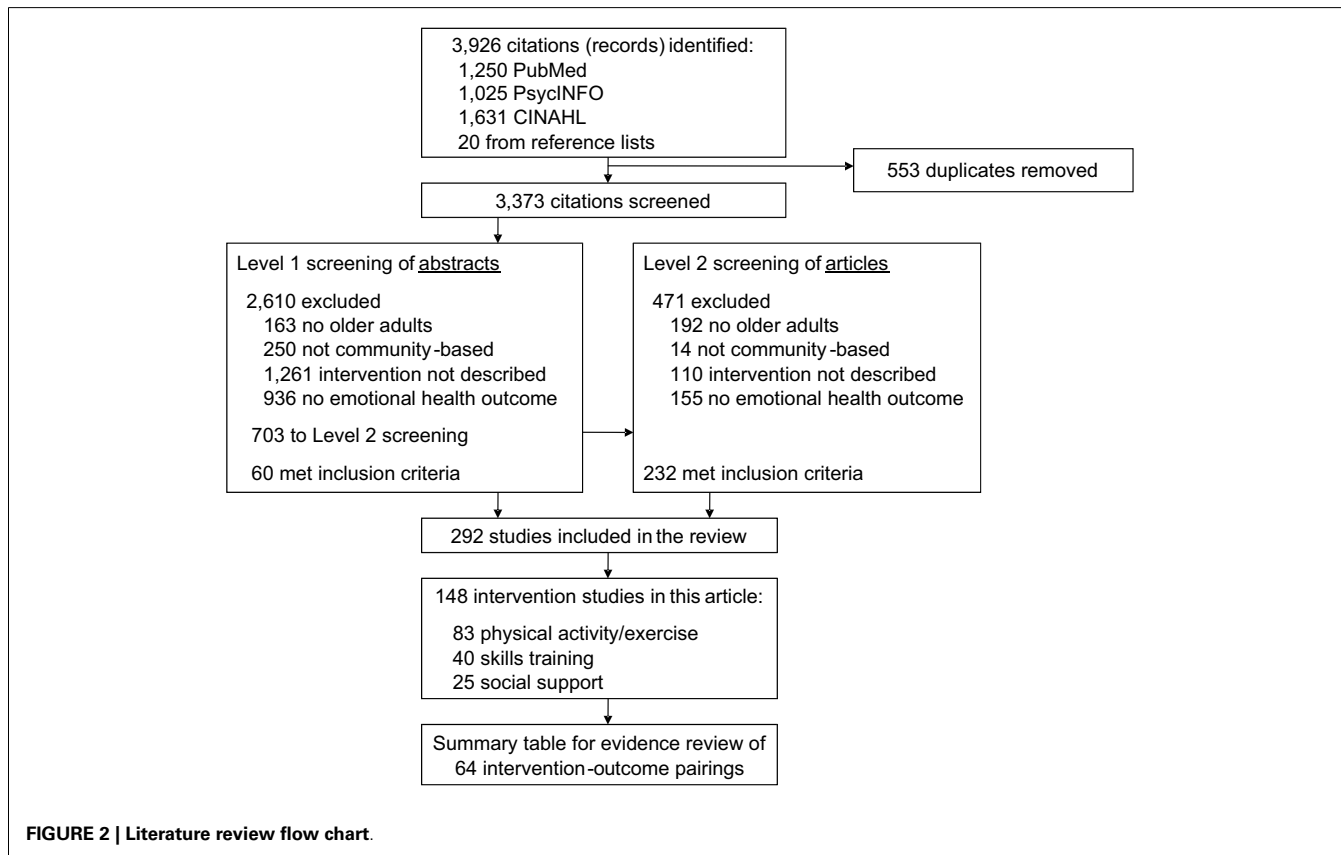 3,926 citations (records) identified:
1,250 PubMed
1,025 PsycINFO
1,631 CINAHL
20 from reference lists
553 duplicates removed
3,373 citations screened
Level 1 screening of abstracts
2,610 excluded
163 no older adults
250 not community-based
1,261 intervention not described
936 no emotional health outcome
703 to Level 2 screening
60 met inclusion criteria
Level 2 screening of articles
471 excluded
192 no older adults
14 not community-based
110 intervention not described
155 no emotional health outcome
232 met inclusion criteria
292 studies included in the review
148 intervention studies in this article:
83 physical activity/exercise
40 skills training
25 social support
Summary table for evidence review of
64 intervention-outcome pairings
FIGURE 2 | Literature review flow chart.